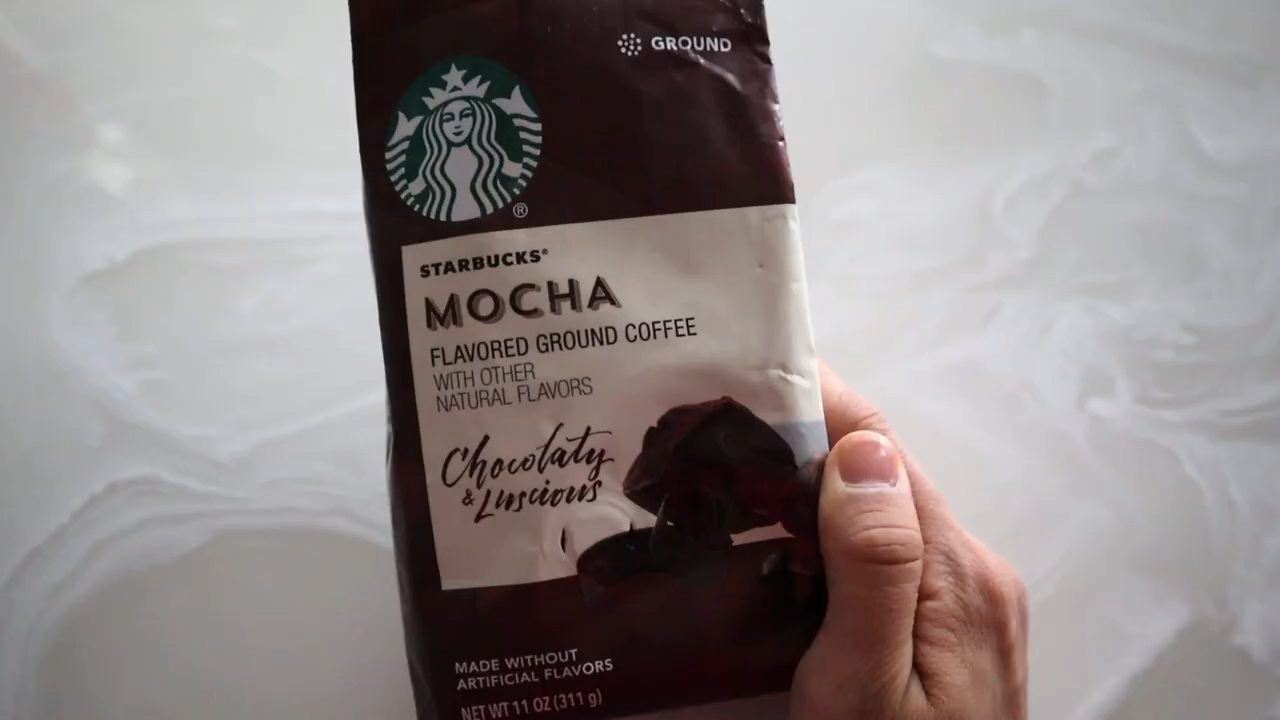 GROUND
®
STARBUCKS®
MOCHA
FLAVORED GROUND COFFEE
WITH OTHER
NATURAL FLAVORS
Chocolaty
& Luscious
MADE WITHOUT
ARTIFICIAL FLAVORS
NET WT 11 OZ (311 g)